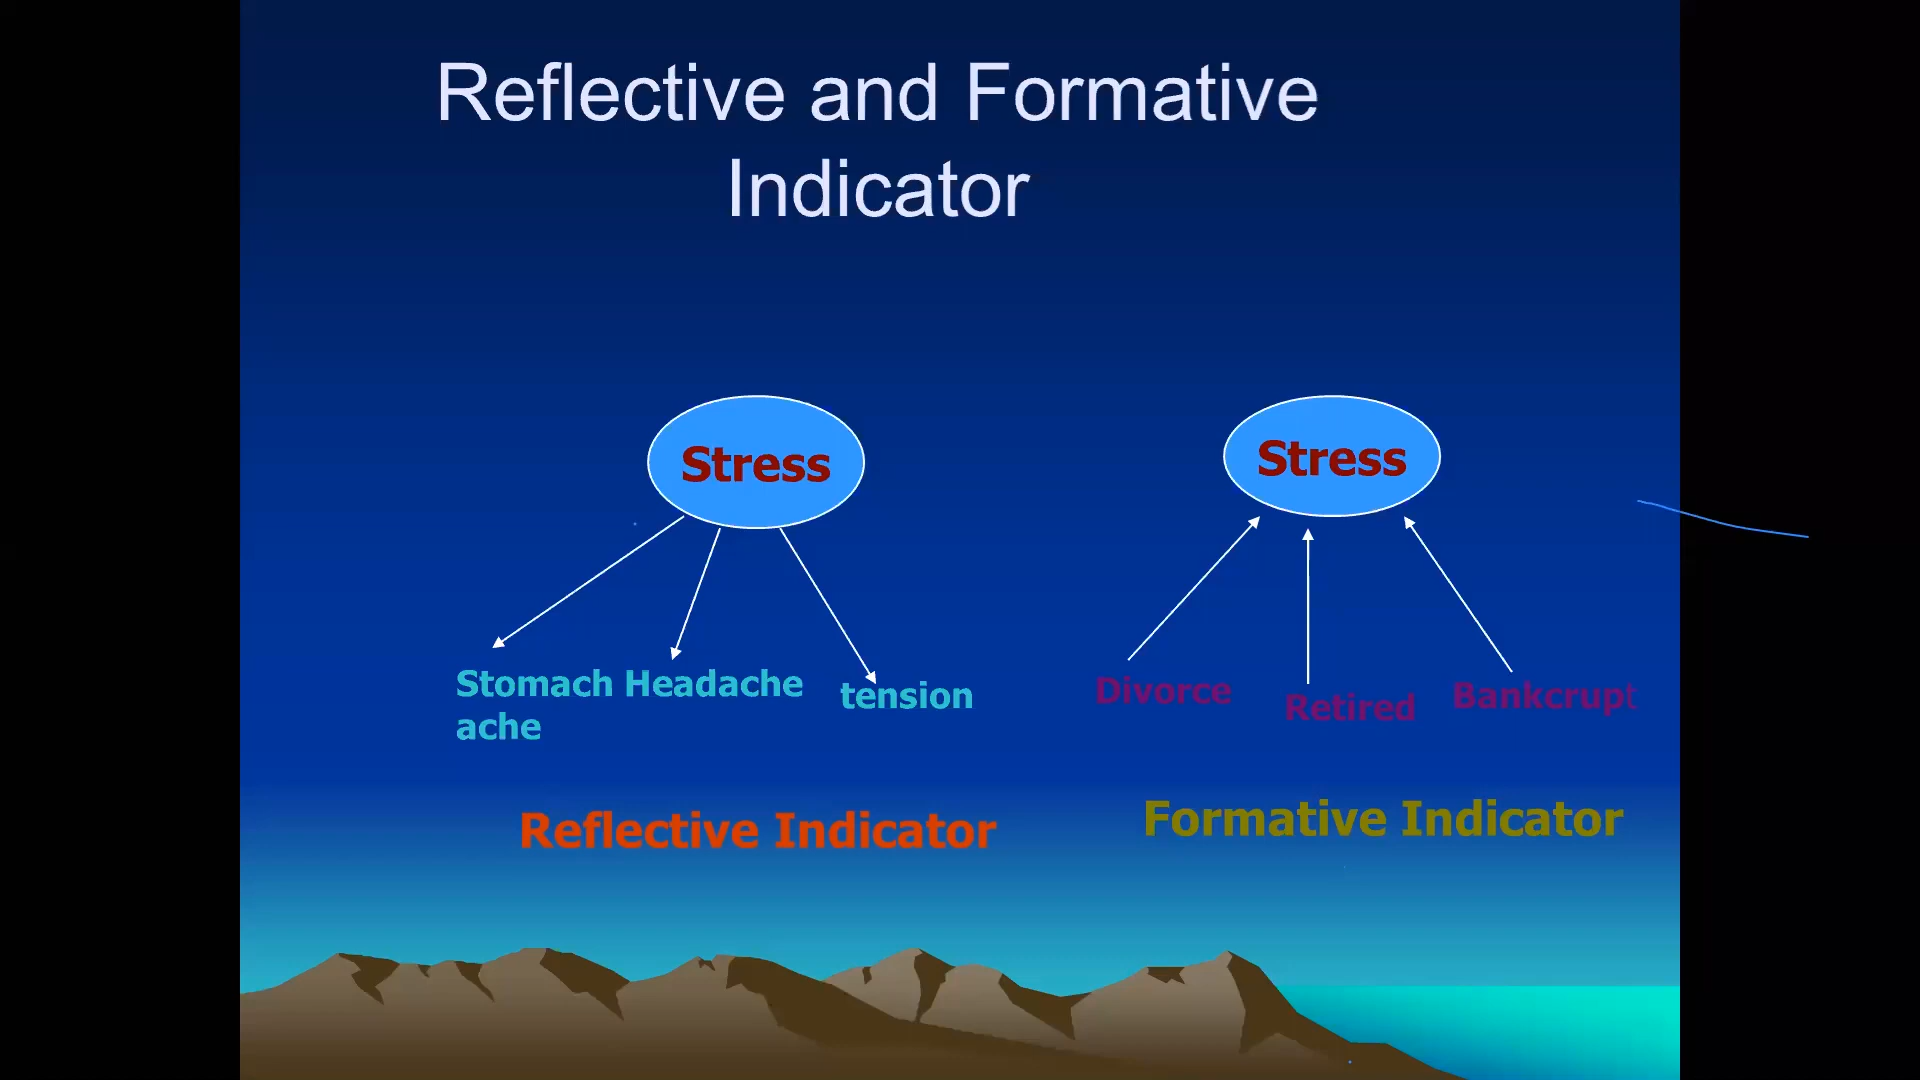 Reflective and Formative
Indicator
Stress
Stress
Stomach Headache
ache
tension
Divorce
Retired
Bankcrupt
Reflective Indicator
Formative Indicator